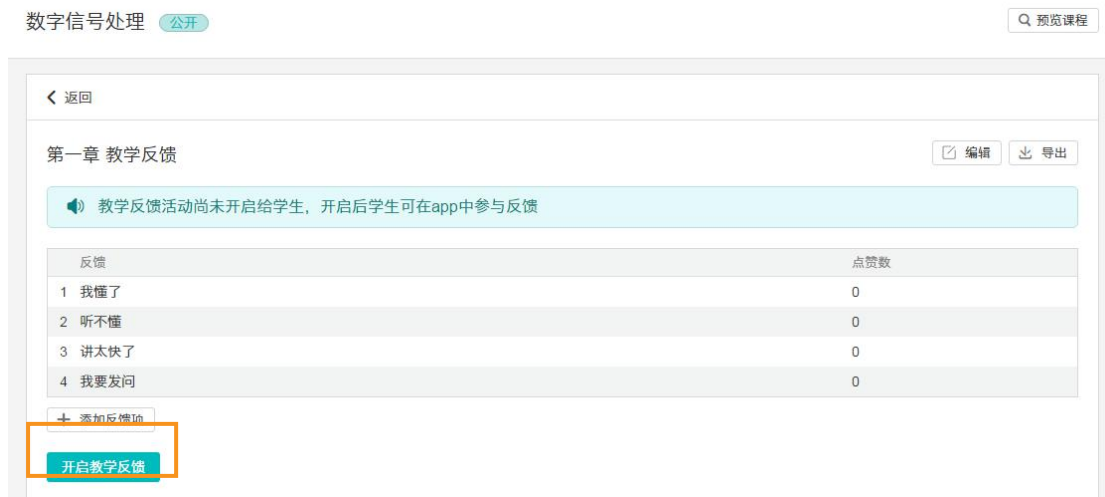 数字信号处理 公开 预览课程
返回
第一章 教学反馈 编辑 导出
教学反馈活动尚未开启给学生，开启后学生可在app中参与反馈
反馈 点赞数
1 我懂了 0
2 听不懂 0
3 讲太快了 0
4 我要发问 0
添加反馈项
开启教学反馈